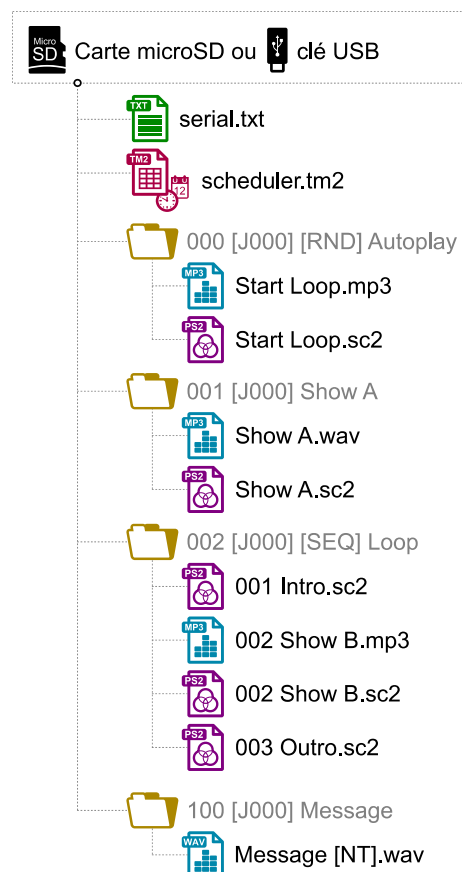 Micro SD Carte microSD ou clé USB
TXT serial.txt
TM2 12 scheduler.tm2
000 [J000] [RND] Autoplay
MP3 Start Loop.mp3
PS2 Start Loop.sc2
001 [J000] Show A
MP3 Show A.wav
PS2 Show A.sc2
002 [J000] [SEQ] Loop
PS2 001 Intro.sc2
MP3 002 Show B.mp3
PS2 002 Show B.sc2
PS2 003 Outro.sc2
100 [J000] Message
WAV Message [NT].wav